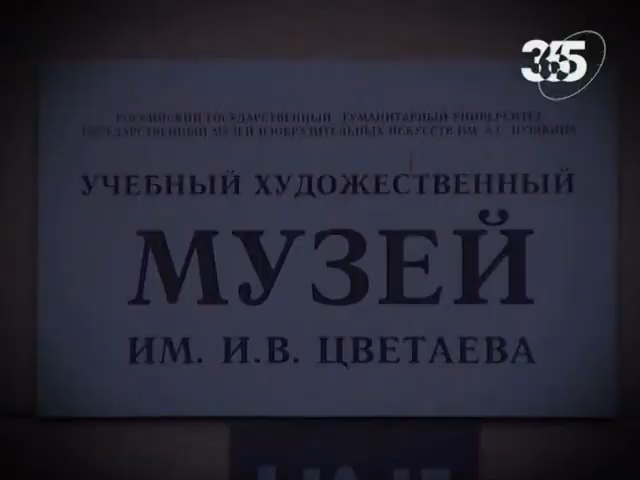 365
РОССИЙСКИЙ ГОСУДАРСТВЕННЫЙ ГУМАНИТАРНЫЙ УНИВЕРСИТЕТ
ГОСУДАРСТВЕННЫЙ МУЗЕЙ ИЗОБРАЗИТЕЛЬНЫХ ИСКУССТВ ИМ. А.С. ПУШКИНА
УЧЕБНЫЙ ХУДОЖЕСТВЕННЫЙ
МУЗЕЙ
ИМ. И.В. ЦВЕТАЕВА